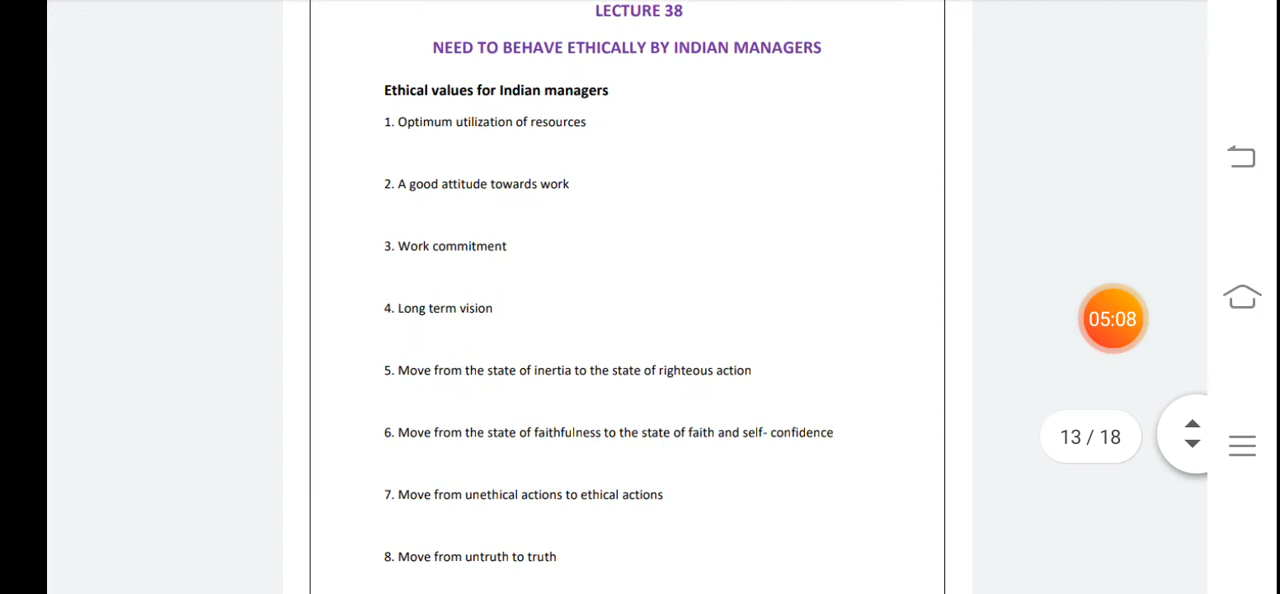 LECTURE 38
NEED TO BEHAVE ETHICALLY BY INDIAN MANAGERS
Ethical values for Indian managers
1. Optimum utilization of resources
2. A good attitude towards work
3. Work commitment
4. Long term vision
5. Move from the state of inertia to the state of righteous action
6. Move from the state of faithfulness to the state of faith and self- confidence
7. Move from unethical actions to ethical actions
8. Move from untruth to truth
05:08
13 / 18